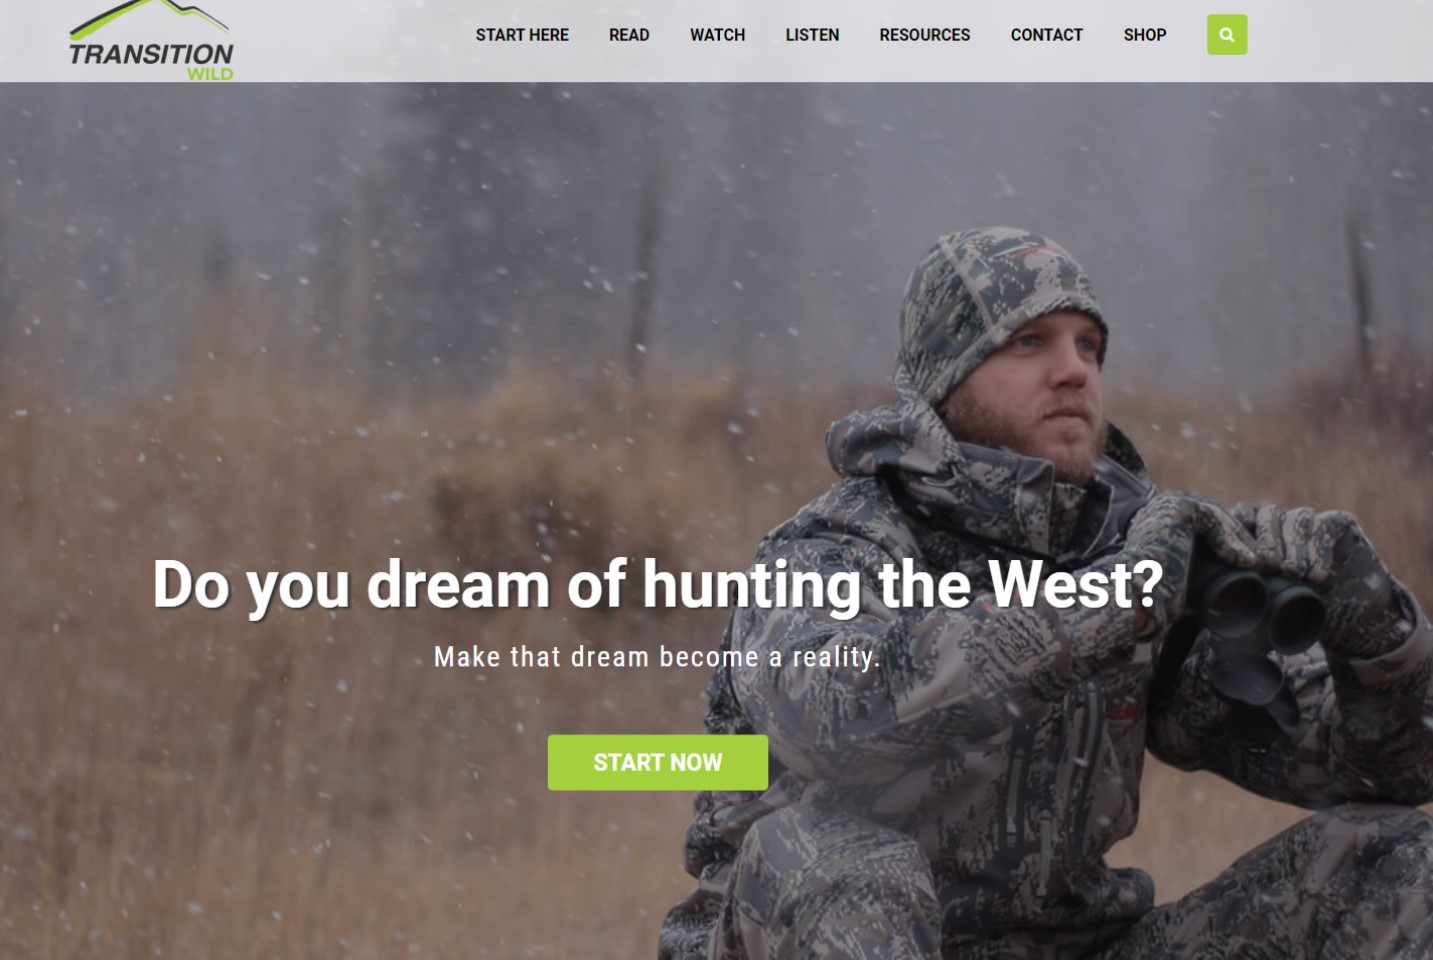 TRANSITION
WILD
START HERE READ WATCH LISTEN RESOURCES CONTACT SHOP
Do you dream of hunting the West?
Make that dream become a reality.
START NOW